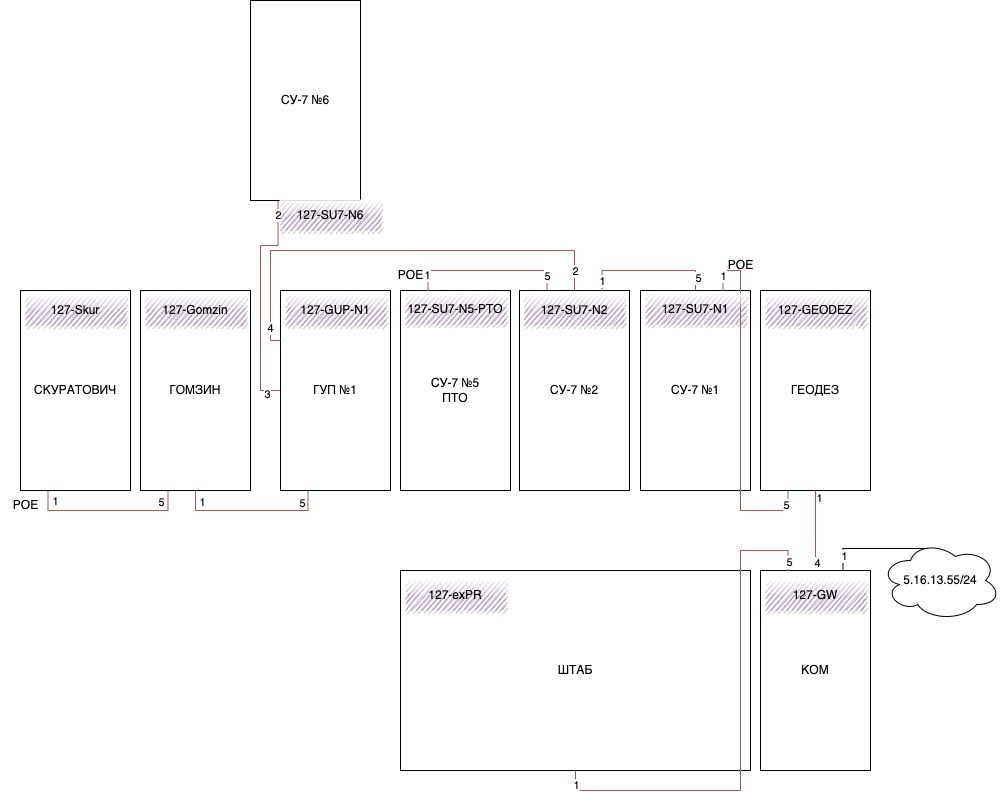 СУ-7 №6
2
127-SU7-N6
POE
1
5
2
1
5
1
POE
127-Skur
127-Gomzin
127-GUP-N1
127-SU7-N5-PTO
127-SU7-N2
127-SU7-N1
127-GEODEZ
4
3
СКУРАТОВИЧ
ГОМЗИН
ГУП №1
СУ-7 №5
ПТО
СУ-7 №2
СУ-7 №1
ГЕОДЕЗ
POE
1
5
1
5
5
1
5
4
1
5.16.13.55/24
127-exPR
127-GW
ШТАБ
КОМ
1